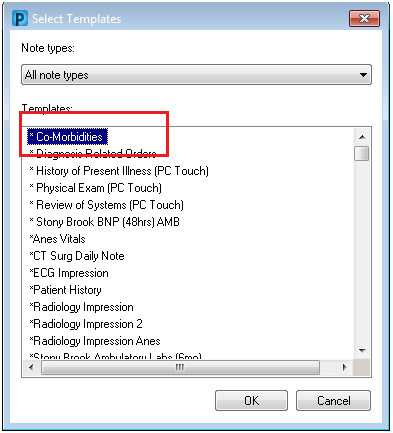 P Select Templates
Note types:
All note types
Templates:
* Co-Morbidities
* Diagnosis Related Orders
* History of Present Illness (PC Touch)
* Physical Exam (PC Touch)
* Review of Systems (PC Touch)
* Stony Brook BNP (48hrs) AMB
*Anes Vitals
*CT Surg Daily Note
*ECG Impression
*Patient History
*Radiology Impression
*Radiology Impression 2
*Radiology Impression Anes
*Stony Brook Ambulatory Labs (6mo)
OK
Cancel